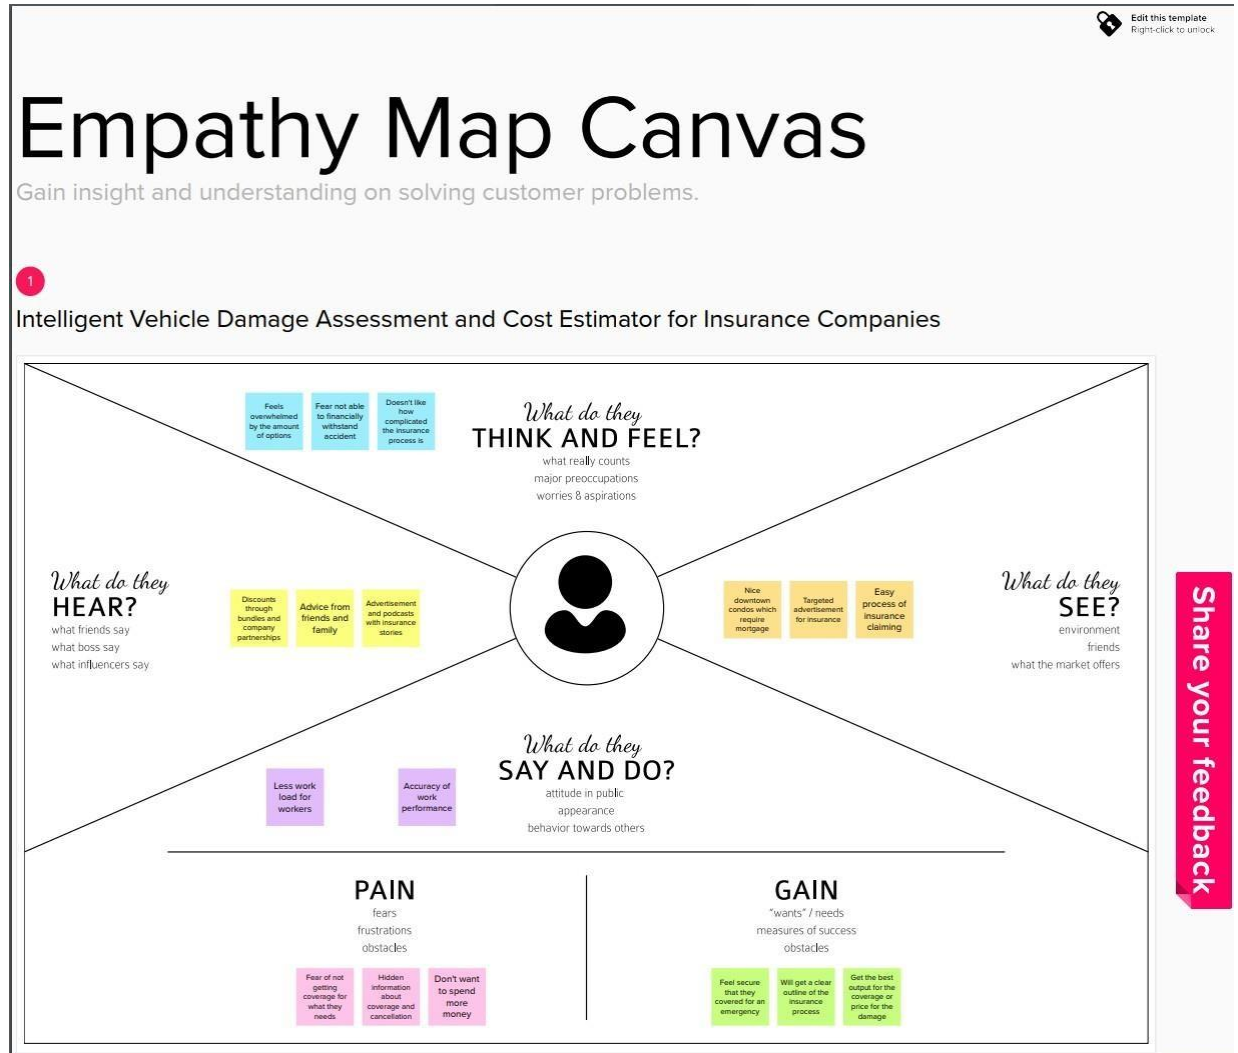 Edit this template
Right-click to unlock
Empathy Map Canvas
Gain insight and understanding on solving customer problems.
1
Intelligent Vehicle Damage Assessment and Cost Estimator for Insurance Companies
Feels
overwhelmed
by the amount
of options
Fear not able
to financially
withstand
accident
Doesn't like
how
complicated
the insurance
process is
What do they
THINK AND FEEL?
what really counts
major preoccupations
worries & aspirations
What do they
HEAR?
what friends say
what boss say
what influencers say
Discounts
through
bundles and
company
partnerships
Advice from
friends and
family
Advertisement
and podcasts
with insurance
stories
Nice
downtown
condos which
require
mortgage
Targeted
advertisement
for insurance
Easy
process of
insurance
claiming
What do they
SEE?
environment
friends
what the market offers
Share your feedback
Less work
load for
workers
Accuracy of
work
performance
What do they
SAY AND DO?
attitude in public
appearance
behavior towards others
PAIN
fears
frustrations
obstacles
Fear of not
getting
coverage for
what they
needs
Hidden
information
about
coverage and
cancellation
Don't want
to spend
more
money
GAIN
"wants" / needs
measures of success
obstacles
Feel secure
that they
covered for an
emergency
Will get a clear
outline of the
insurance
process
Get the best
output for the
coverage or
price for the
damage